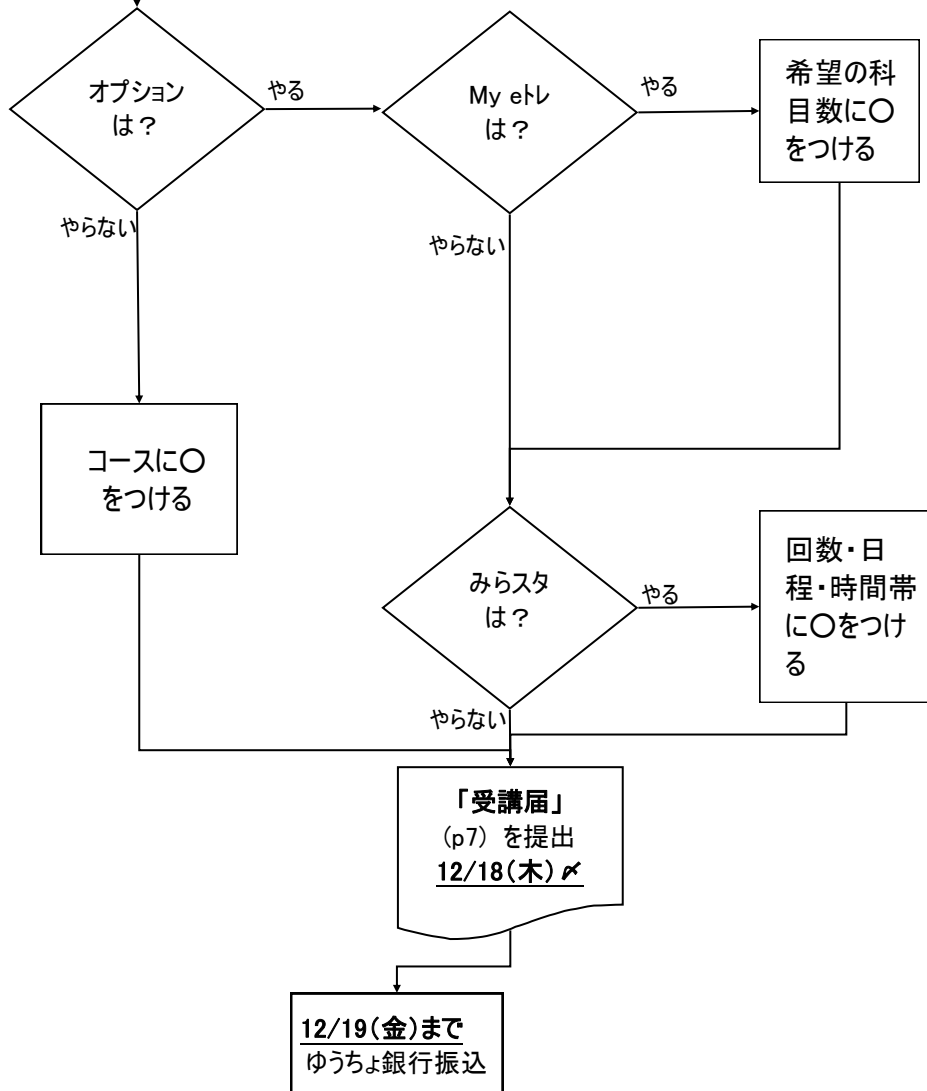 オプション
は？
やる
My eトレ
は？
やる
希望の科
目数に〇
をつける
やらない
やらない
コースに〇
をつける
みらスタ
は？
やる
回数・日
程・時間帯
に〇をつけ
る
やらない
「受講届」
(p7) を提出
12/18(木)〆
12/19(金)まで
ゆうちょ銀行振込